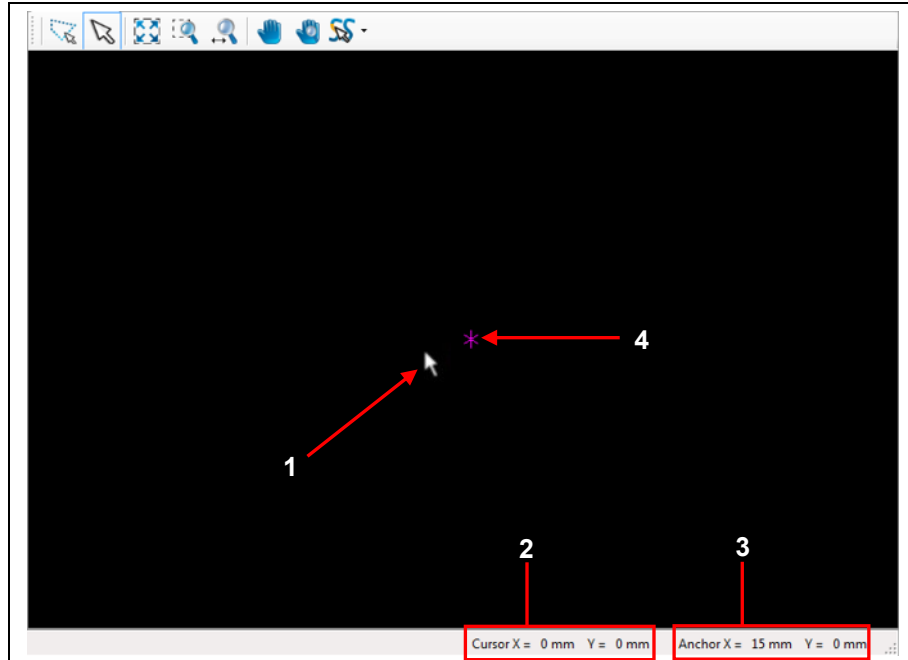 4
1
2 3
Cursor X = 0 mm Y = 0 mm Anchor X = 15 mm Y = 0 mm